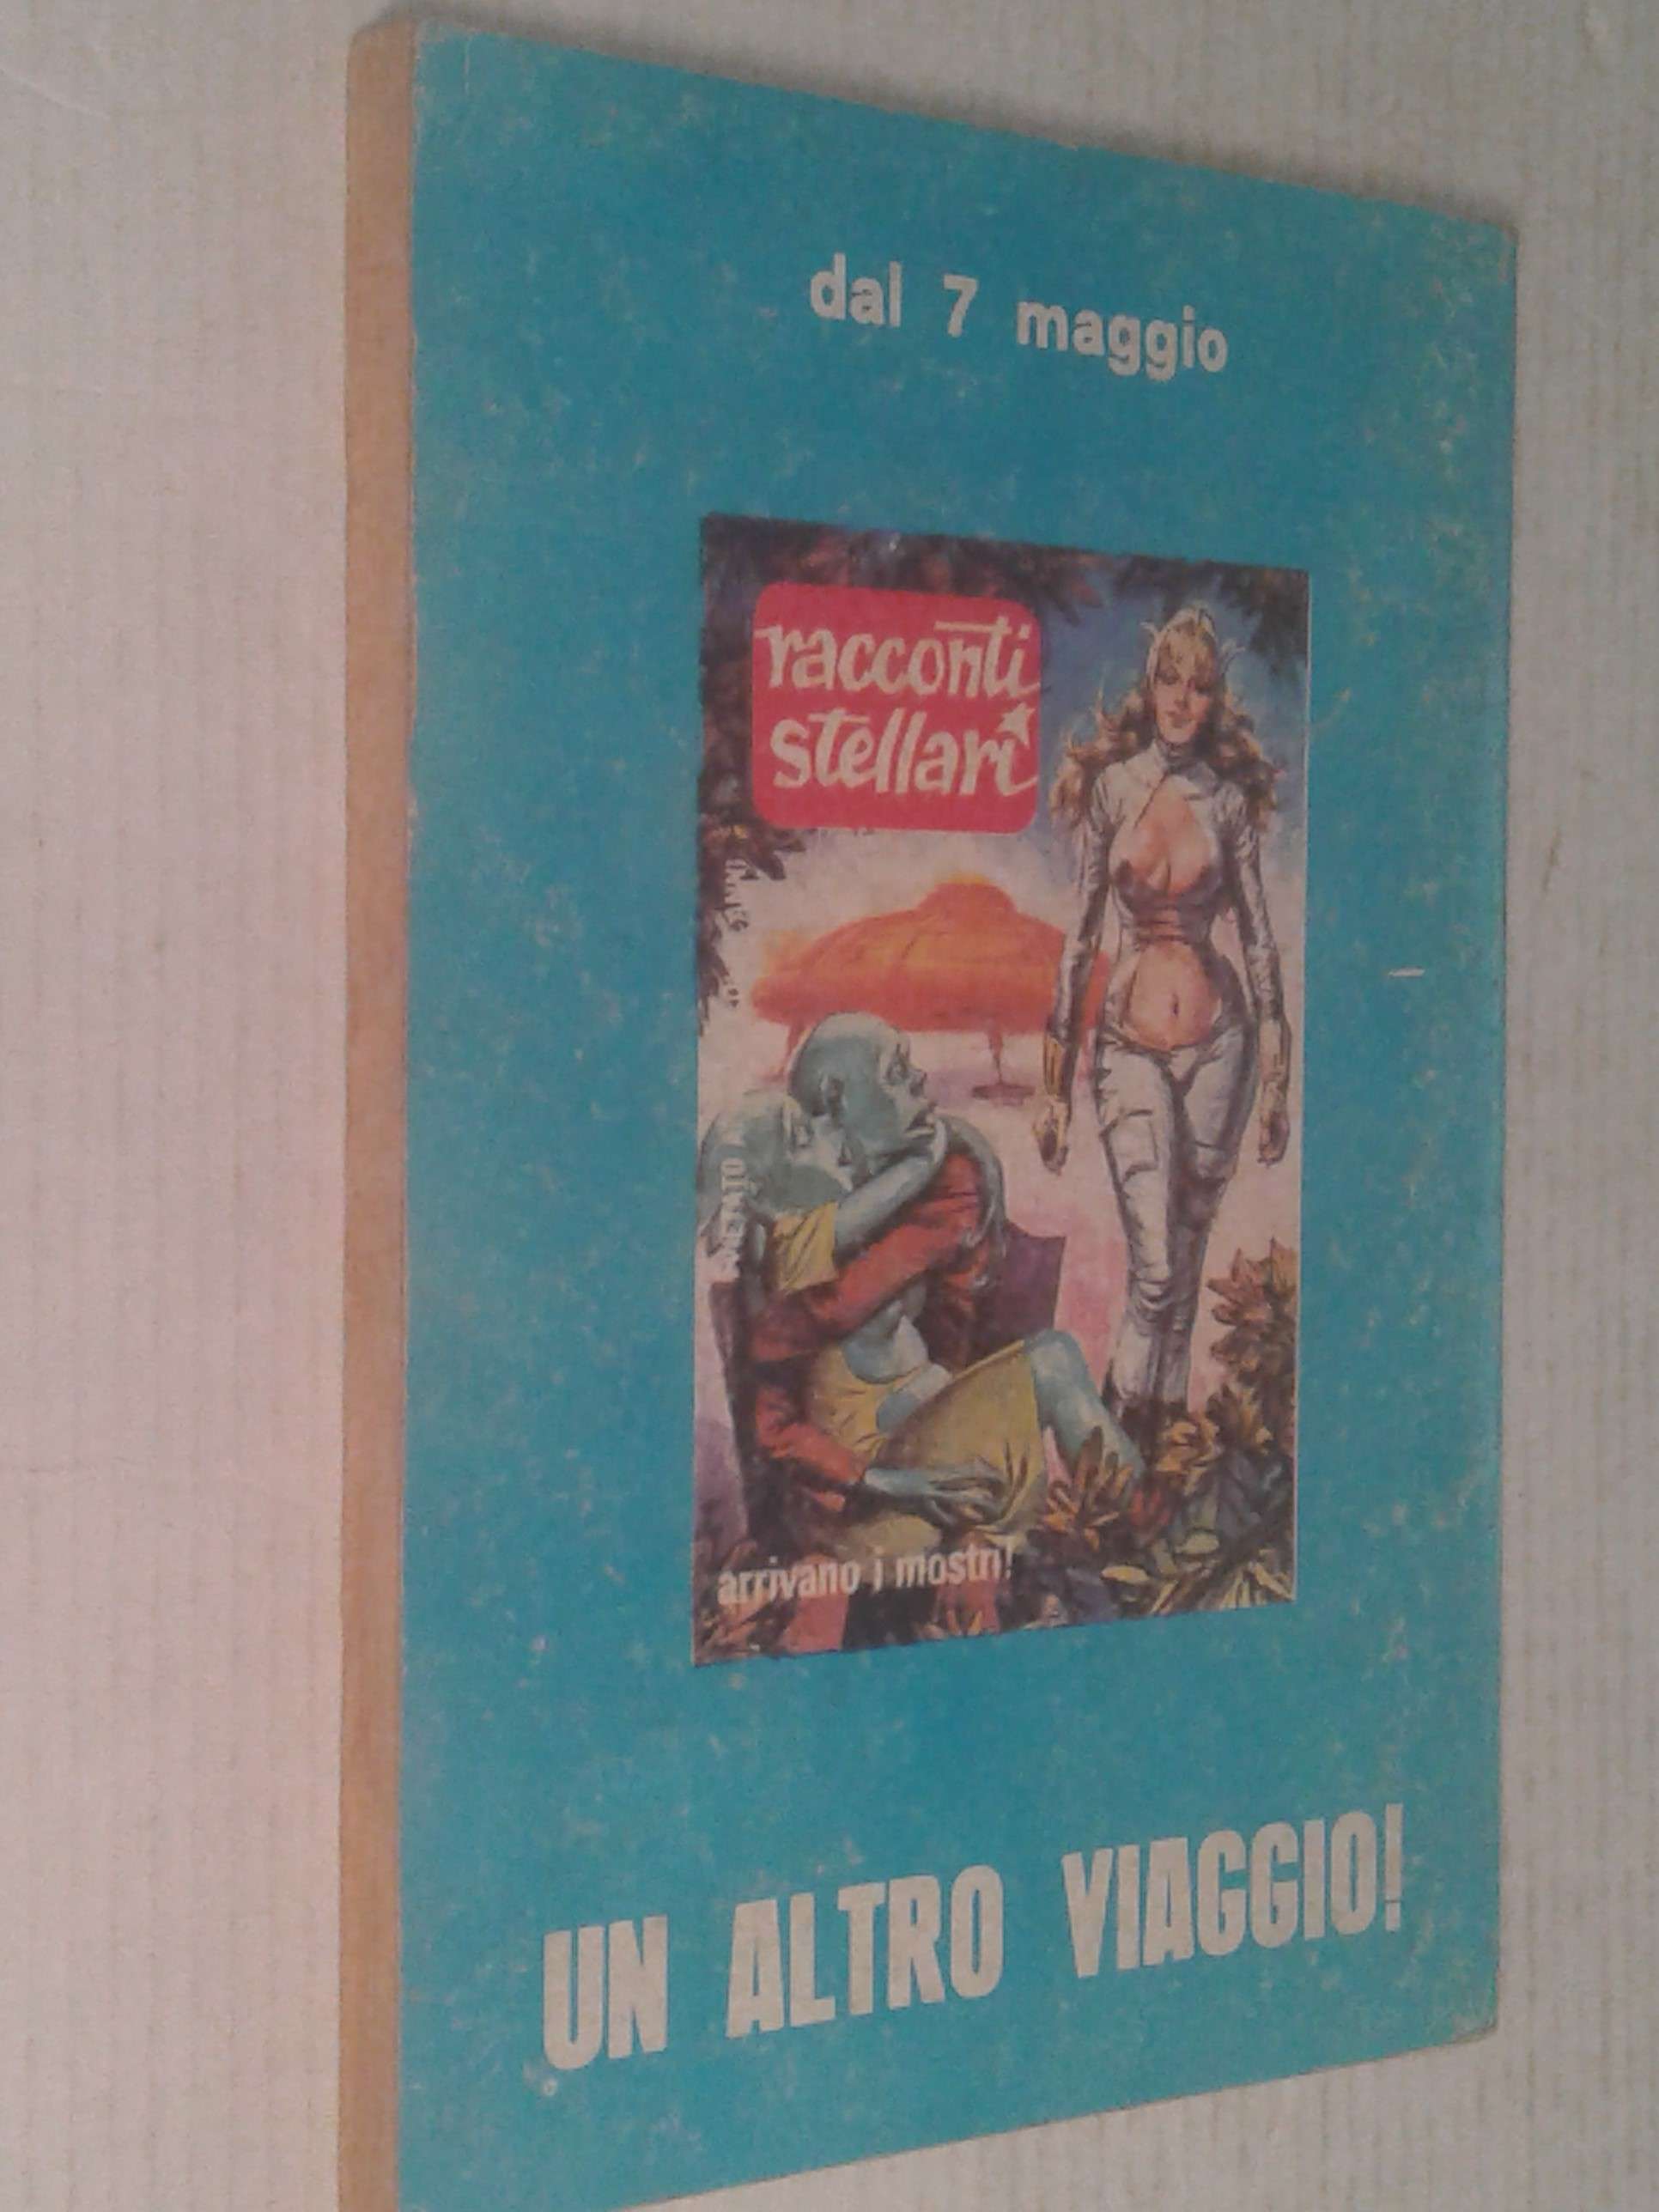 dal 7 maggio
racconti
stellari
arrivano i mostri!
UN ALTRO VIAGGIO!